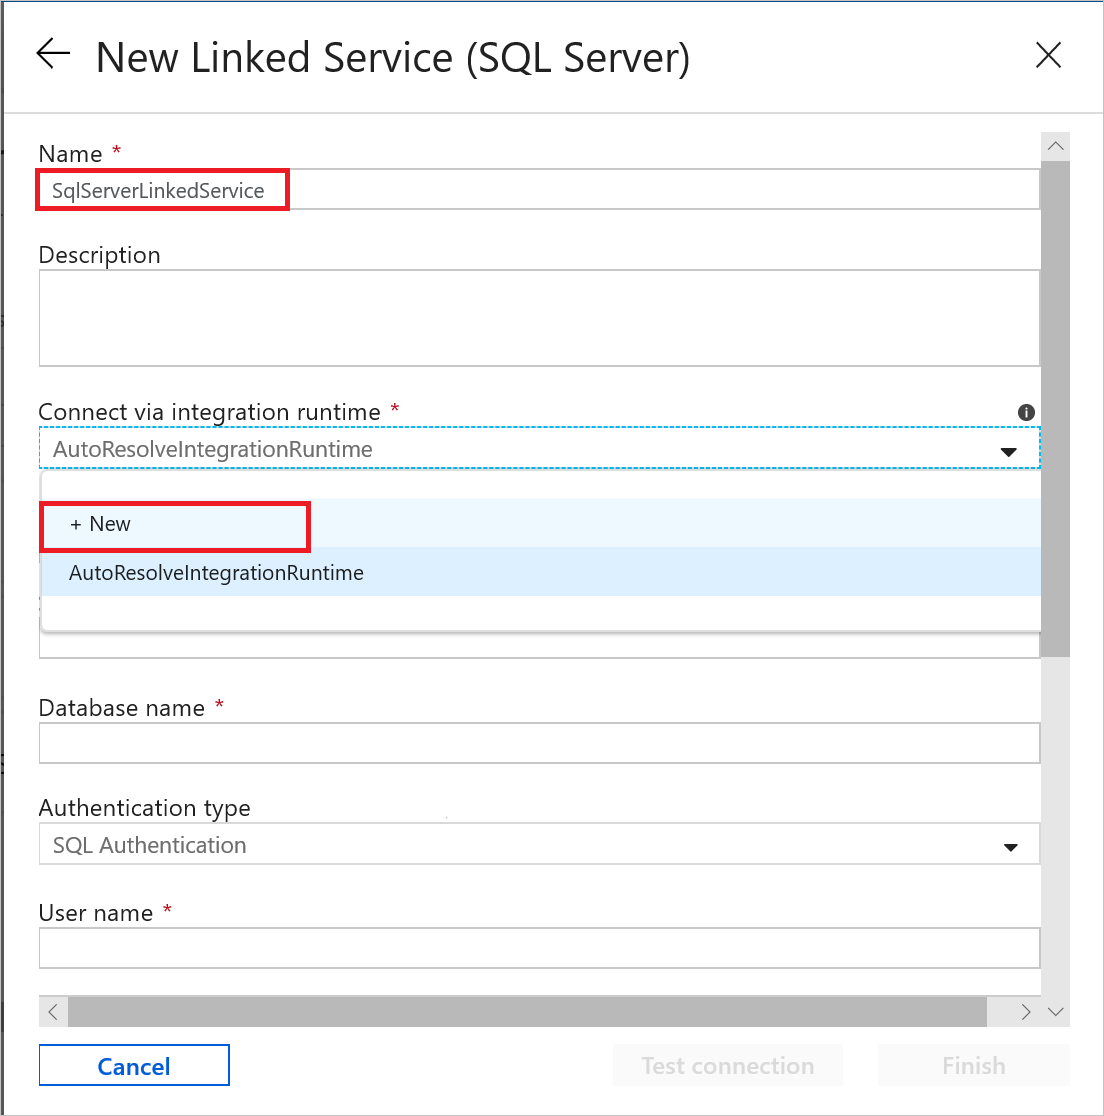 New Linked Service (SQL Server)
Name *
SqlServerLinkedService
Description
Connect via integration runtime *
AutoResolveIntegrationRuntime
+ New
AutoResolveIntegrationRuntime
Database name *
Authentication type
SQL Authentication
User name *
Cancel
Test connection
Finish